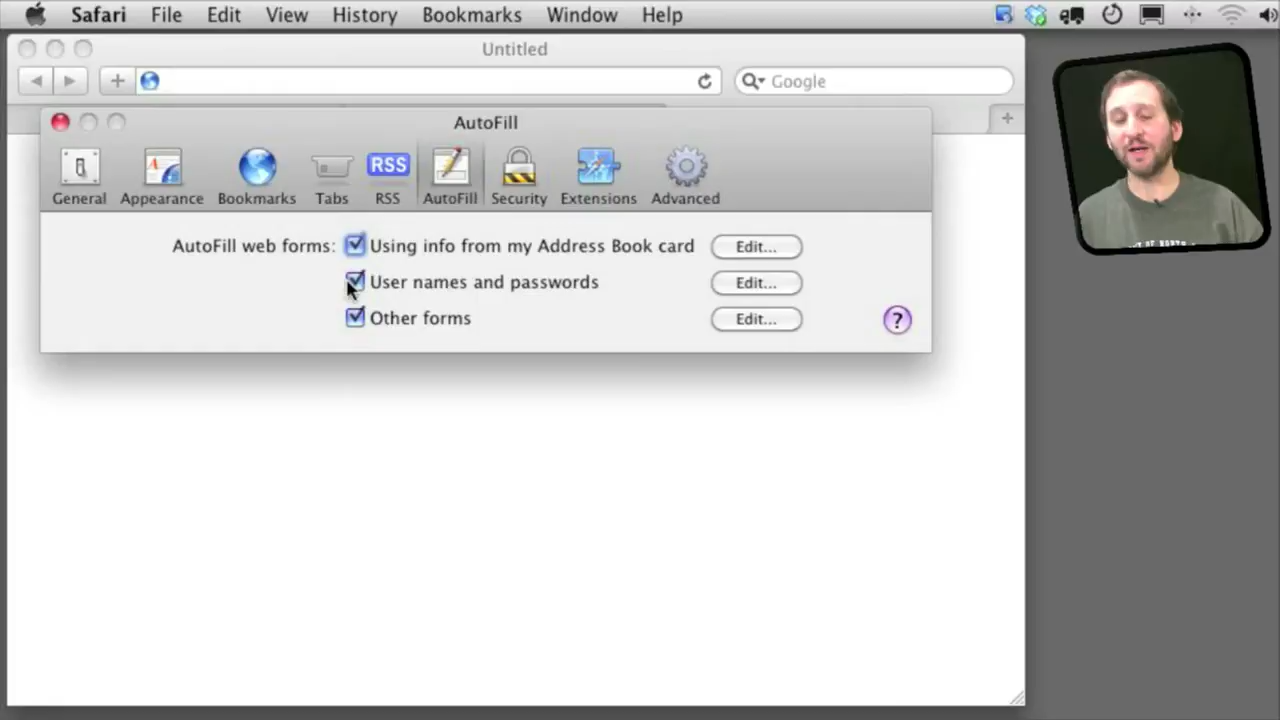 Safari File Edit View History Bookmarks Window Help
Untitled
Google
AutoFill
RSS
General Appearance Bookmarks Tabs RSS AutoFill Security Extensions Advanced
AutoFill web forms: Using info from my Address Book card Edit...
User names and passwords Edit...
Other forms Edit... ?